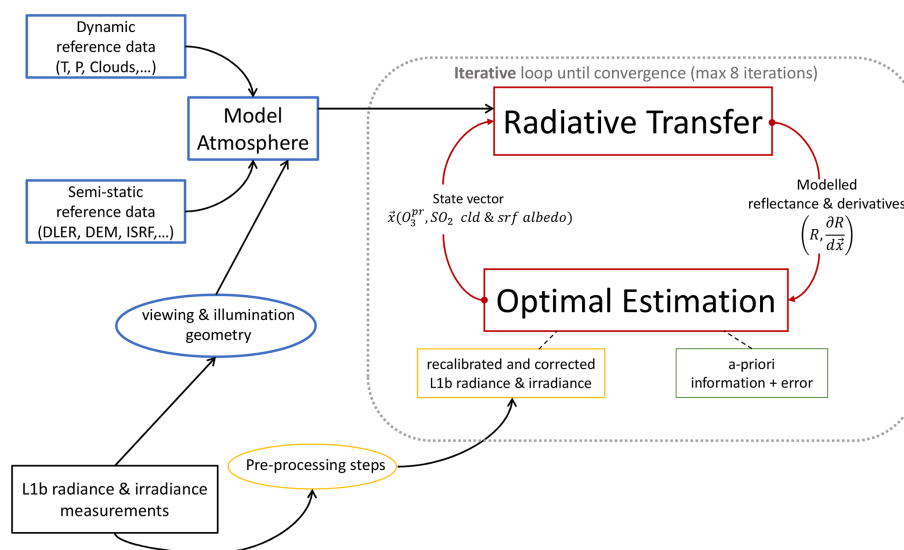 Dynamic
reference data
(T, P, Clouds,...)
Model
Atmosphere
Semi-static
reference data
(DLER, DEM, ISRF,...)
viewing & illumination
geometry
L1b radiance & irradiance
measurements
Pre-processing steps
Iterative loop until convergence (max 8 iterations)
Radiative Transfer
State vector
x⃗(O₃ᵖʳ, SO₂ cld & srf albedo)
Modelled
reflectance & derivatives
(R, ∂R/dx⃗)
Optimal Estimation
recalibrated and corrected
L1b radiance & irradiance
a-priori
information + error